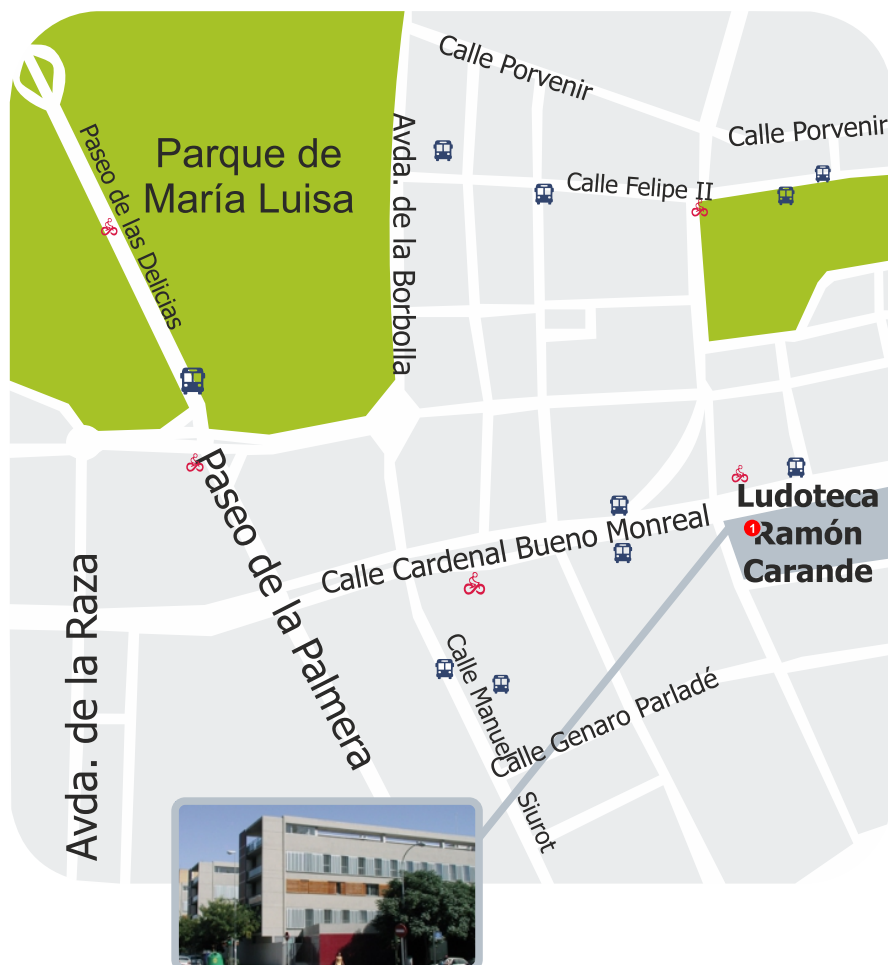 Calle Porvenir
Calle Porvenir
Avda. de la Borbolla
Paseo de las Delicias
Parque de
María Luisa
Calle Felipe II
Ludoteca
1
Ramón
Carande
Calle Cardenal Bueno Monreal
Paseo de la Palmera
Avda. de la Raza
Calle Manuel Siurot
Calle Genaro Parladé